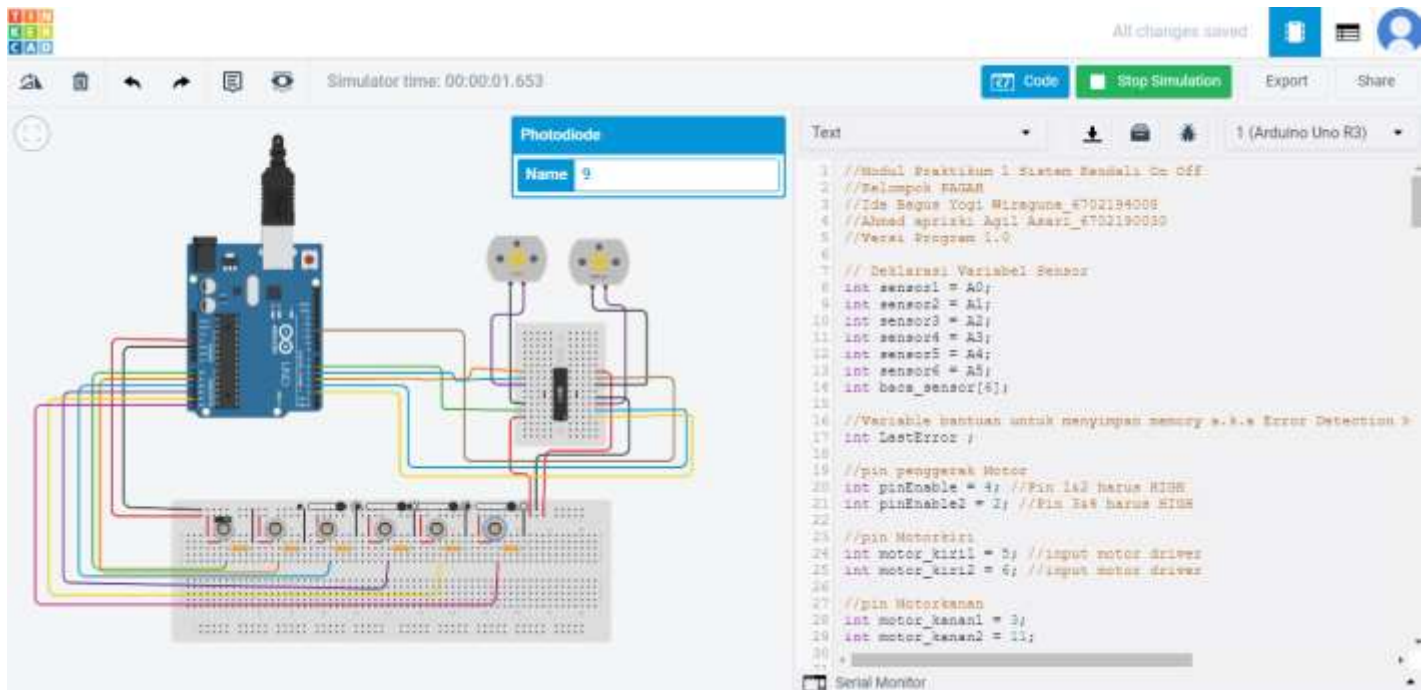 TIN
KER
CAD
All changes saved
Simulator time: 00:00:01.653
Code
Stop Simulation
Export
Share
Photodiode
Name 9
Text
1 (Arduino Uno R3)
1 //Modul Praktikum 1 Sistem Kendali On Off
2 //Kelompok RAGAM
3 //Ida Bagus Yogi Wiraguna_6702194008
4 //Ahmad aprizki Agil Asari_6702190030
5 //Versi Program 1.0
6
7 // Deklarasi Variabel Sensor
8 int sensor1 = A0;
9 int sensor2 = A1;
10 int sensor3 = A2;
11 int sensor4 = A3;
12 int sensor5 = A4;
13 int sensor6 = A5;
14 int baca_sensor[6];
15
16 //Variable bantuan untuk menyimpan memory a.k.a Error Detection
17 int LastError ;
18
19 //pin penggerak Motor
20 int pinEnable = 4; //Pin 1&2 harus HIGH
21 int pinEnable2 = 2; //Pin 3&4 harus HIGH
22
23 //pin Motorkiri
24 int motor_kiri1 = 5; //input motor driver
25 int motor_kiri2 = 6; //input motor driver
26
27 //pin Motorkanan
28 int motor_kanan1 = 3;
29 int motor_kanan2 = 11;
30
Serial Monitor
ARDUINO
UNO